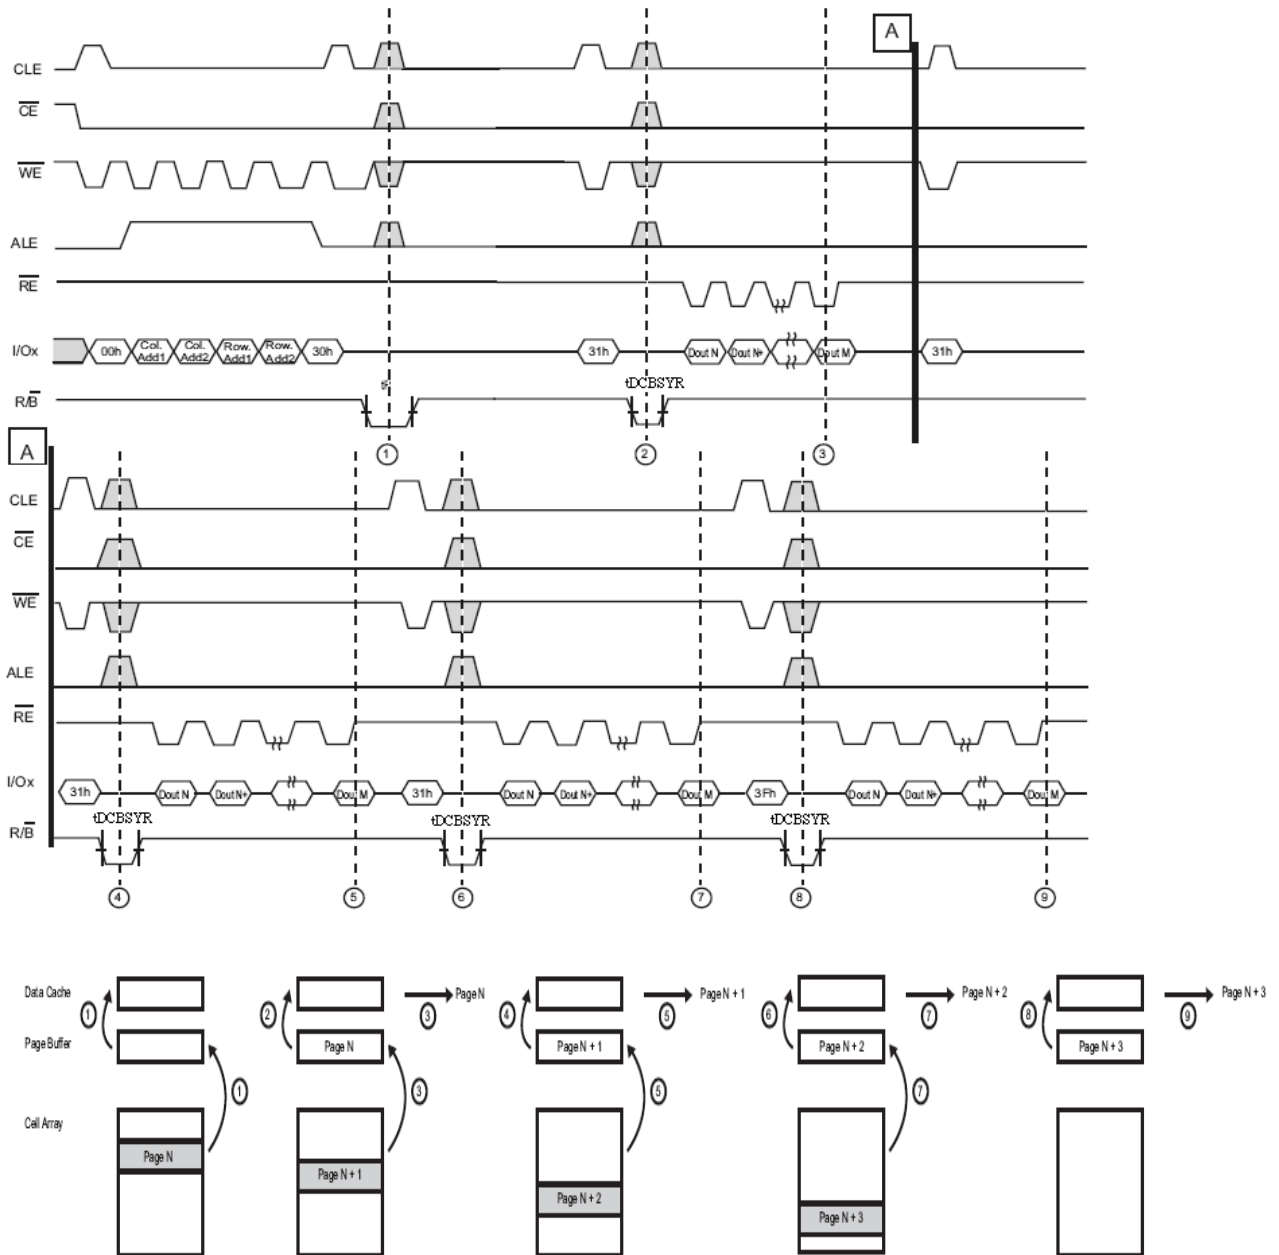 A
CLE
CE
WE
ALE
RE
I/Ox 00h Col. Add1 Col. Add2 Row. Add1 Row. Add2 30h 31h Dout N Dout N+ Dout M 31h
tDCBSYR
R/B
1 2 3
A
CLE
CE
WE
ALE
RE
I/Ox 31h Dout N Dout N+ Dout M 31h Dout N Dout N+ Dout M 3Fh Dout N Dout N+ Dout M
tDCBSYR tDCBSYR tDCBSYR
R/B
4 5 6 7 8 9
Data Cache 1 2 3 Page N 4 5 Page N + 1 6 7 Page N + 2 8 9 Page N + 3
Page Buffer Page N Page N + 1 Page N + 2 Page N + 3
1 3 5 7
Cell Array
Page N
Page N + 1
Page N + 2
Page N + 3